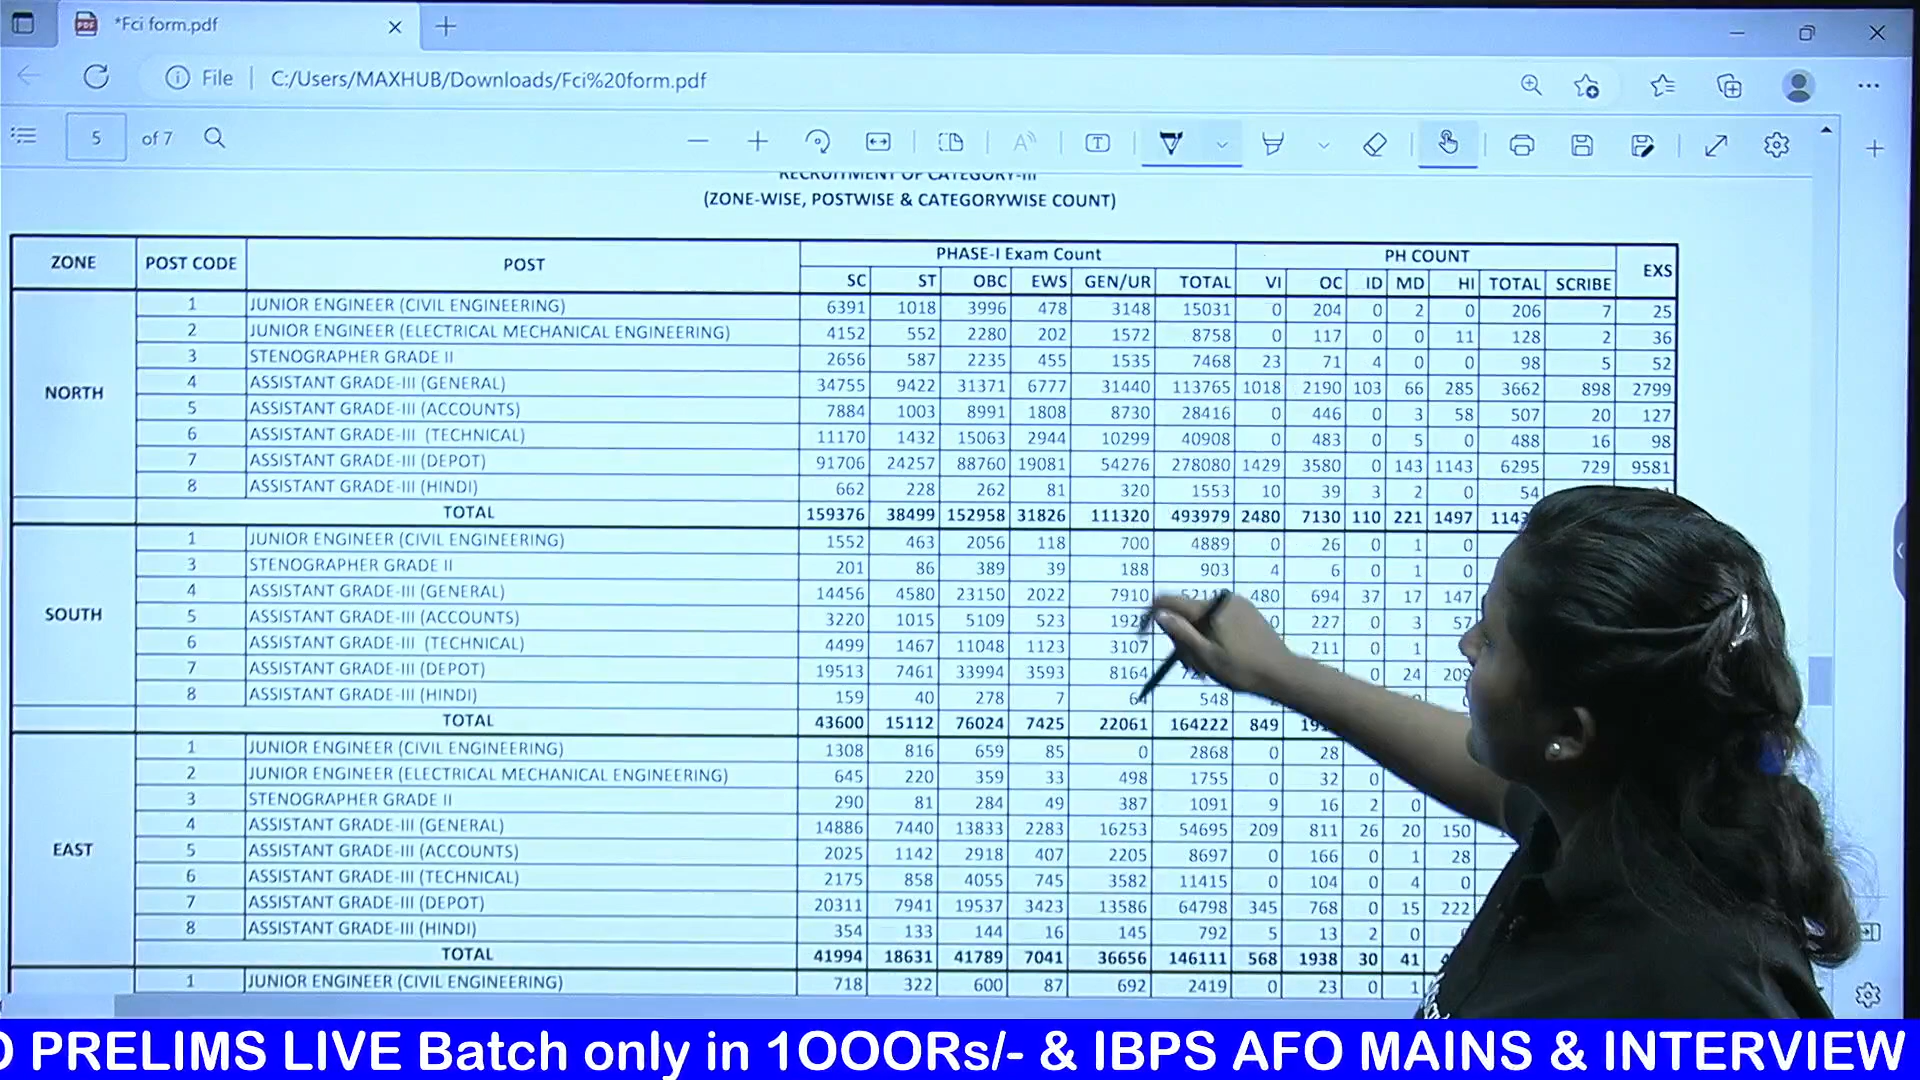 *Fci form.pdf
File C:/Users/MAXHUB/Downloads/Fci%20form.pdf
5 of 7
RECRUITMENT OF CATEGORY-III
(ZONE-WISE, POSTWISE & CATEGORYWISE COUNT)
ZONE POST CODE POST PHASE-I Exam Count PH COUNT EXS
SC ST OBC EWS GEN/UR TOTAL VI OC ID MD HI TOTAL SCRIBE
NORTH
1 JUNIOR ENGINEER (CIVIL ENGINEERING) 6391 1018 3996 478 3148 15031 0 204 0 2 0 206 7 25
2 JUNIOR ENGINEER (ELECTRICAL MECHANICAL ENGINEERING) 4152 552 2280 202 1572 8758 0 117 0 0 11 128 2 36
3 STENOGRAPHER GRADE II 2656 587 2235 455 1535 7468 23 71 4 0 0 98 5 52
4 ASSISTANT GRADE-III (GENERAL) 34755 9422 31371 6777 31440 113765 1018 2190 103 66 285 3662 898 2799
5 ASSISTANT GRADE-III (ACCOUNTS) 7884 1003 8991 1808 8730 28416 0 446 0 3 58 507 20 127
6 ASSISTANT GRADE-III (TECHNICAL) 11170 1432 15063 2944 10299 40908 0 483 0 5 0 488 16 98
7 ASSISTANT GRADE-III (DEPOT) 91706 24257 88760 19081 54276 278080 1429 3580 0 143 1143 6295 729 9581
8 ASSISTANT GRADE-III (HINDI) 662 228 262 81 320 1553 10 39 3 2 0 54
TOTAL 159376 38499 152958 31826 111320 493979 2480 7130 110 221 1497
SOUTH
1 JUNIOR ENGINEER (CIVIL ENGINEERING) 1552 463 2056 118 700 4889 0 26 0 1 0
3 STENOGRAPHER GRADE II 201 86 389 39 188 903 4 6 0 1 0
4 ASSISTANT GRADE-III (GENERAL) 14456 4580 23150 2022 7910 480 694 37 17 147
5 ASSISTANT GRADE-III (ACCOUNTS) 3220 1015 5109 523 227 0 3 57
6 ASSISTANT GRADE-III (TECHNICAL) 4499 1467 11048 1123 3107 211 0 1
7 ASSISTANT GRADE-III (DEPOT) 19513 7461 33994 3593 8164 0 24 209
8 ASSISTANT GRADE-III (HINDI) 159 40 278 7 548
TOTAL 43600 15112 76024 7425 22061 164222 849
EAST
1 JUNIOR ENGINEER (CIVIL ENGINEERING) 1308 816 659 85 0 2868 0 28
2 JUNIOR ENGINEER (ELECTRICAL MECHANICAL ENGINEERING) 645 220 359 33 498 1755 0 32 0
3 STENOGRAPHER GRADE II 290 81 284 49 387 1091 9 16 2 0
4 ASSISTANT GRADE-III (GENERAL) 14886 7440 13833 2283 16253 54695 209 811 26 20 150
5 ASSISTANT GRADE-III (ACCOUNTS) 2025 1142 2918 407 2205 8697 0 166 0 1 28
6 ASSISTANT GRADE-III (TECHNICAL) 2175 858 4055 745 3582 11415 0 104 0 4 0
7 ASSISTANT GRADE-III (DEPOT) 20311 7941 19537 3423 13586 64798 345 768 0 15 222
8 ASSISTANT GRADE-III (HINDI) 354 133 144 16 145 792 5 13 2 0
TOTAL 41994 18631 41789 7041 36656 146111 568 1938 30 41
1 JUNIOR ENGINEER (CIVIL ENGINEERING) 718 322 600 87 692 2419 0 23 0 1
PRELIMS LIVE Batch only in 1OOORs/- & IBPS AFO MAINS & INTERVIEW